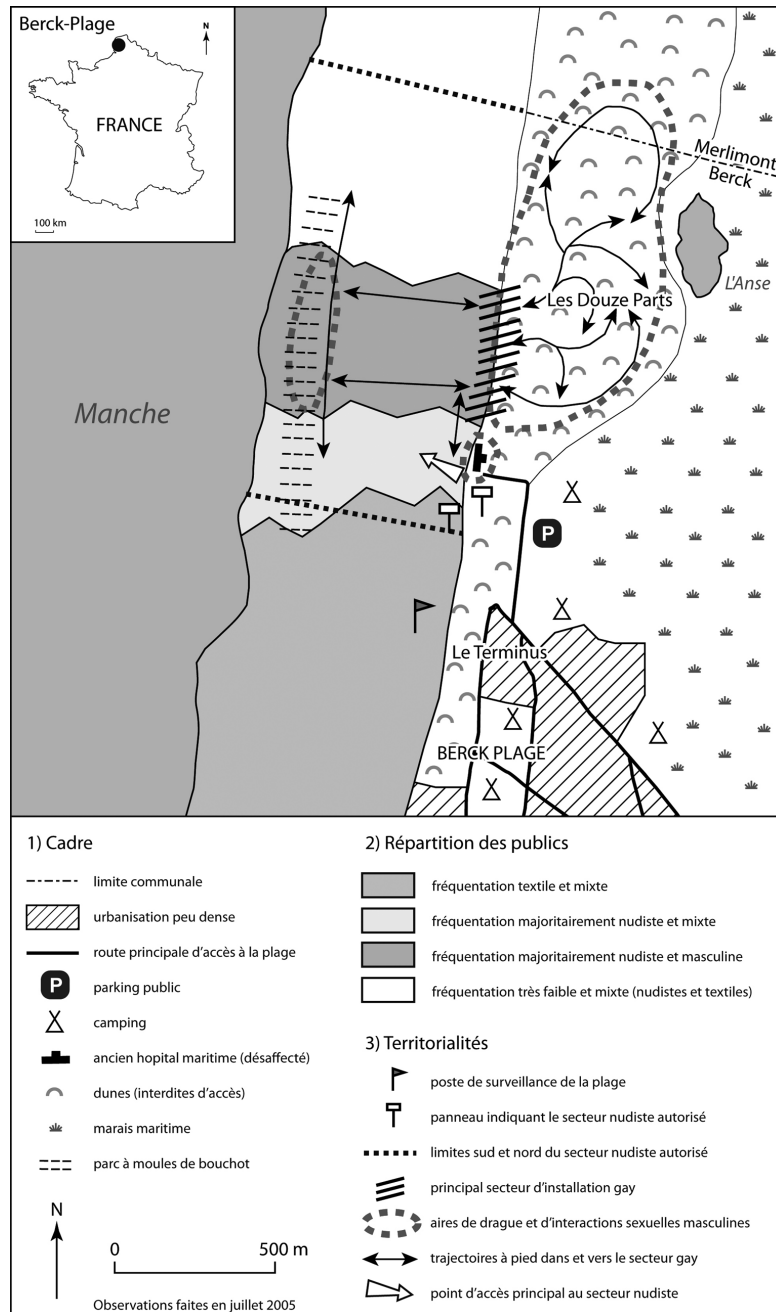 Berck-Plage
N
FRANCE
100 km
Merlimont
Berck
L'Anse
Les Douze Parts
Manche
P
Le Terminus
BERCK PLAGE
1) Cadre
limite communale
urbanisation peu dense
route principale d'accès à la plage
P
parking public
camping
ancien hopital maritime (désaffecté)
dunes (interdites d'accès)
marais maritime
parc à moules de bouchot
N
0 500 m
Observations faites en juillet 2005
2) Répartition des publics
fréquentation textile et mixte
fréquentation majoritairement nudiste et mixte
fréquentation majoritairement nudiste et masculine
fréquentation très faible et mixte (nudistes et textiles)
3) Territorialités
poste de surveillance de la plage
panneau indiquant le secteur nudiste autorisé
limites sud et nord du secteur nudiste autorisé
principal secteur d'installation gay
aires de drague et d'interactions sexuelles masculines
trajectoires à pied dans et vers le secteur gay
point d'accès principal au secteur nudiste